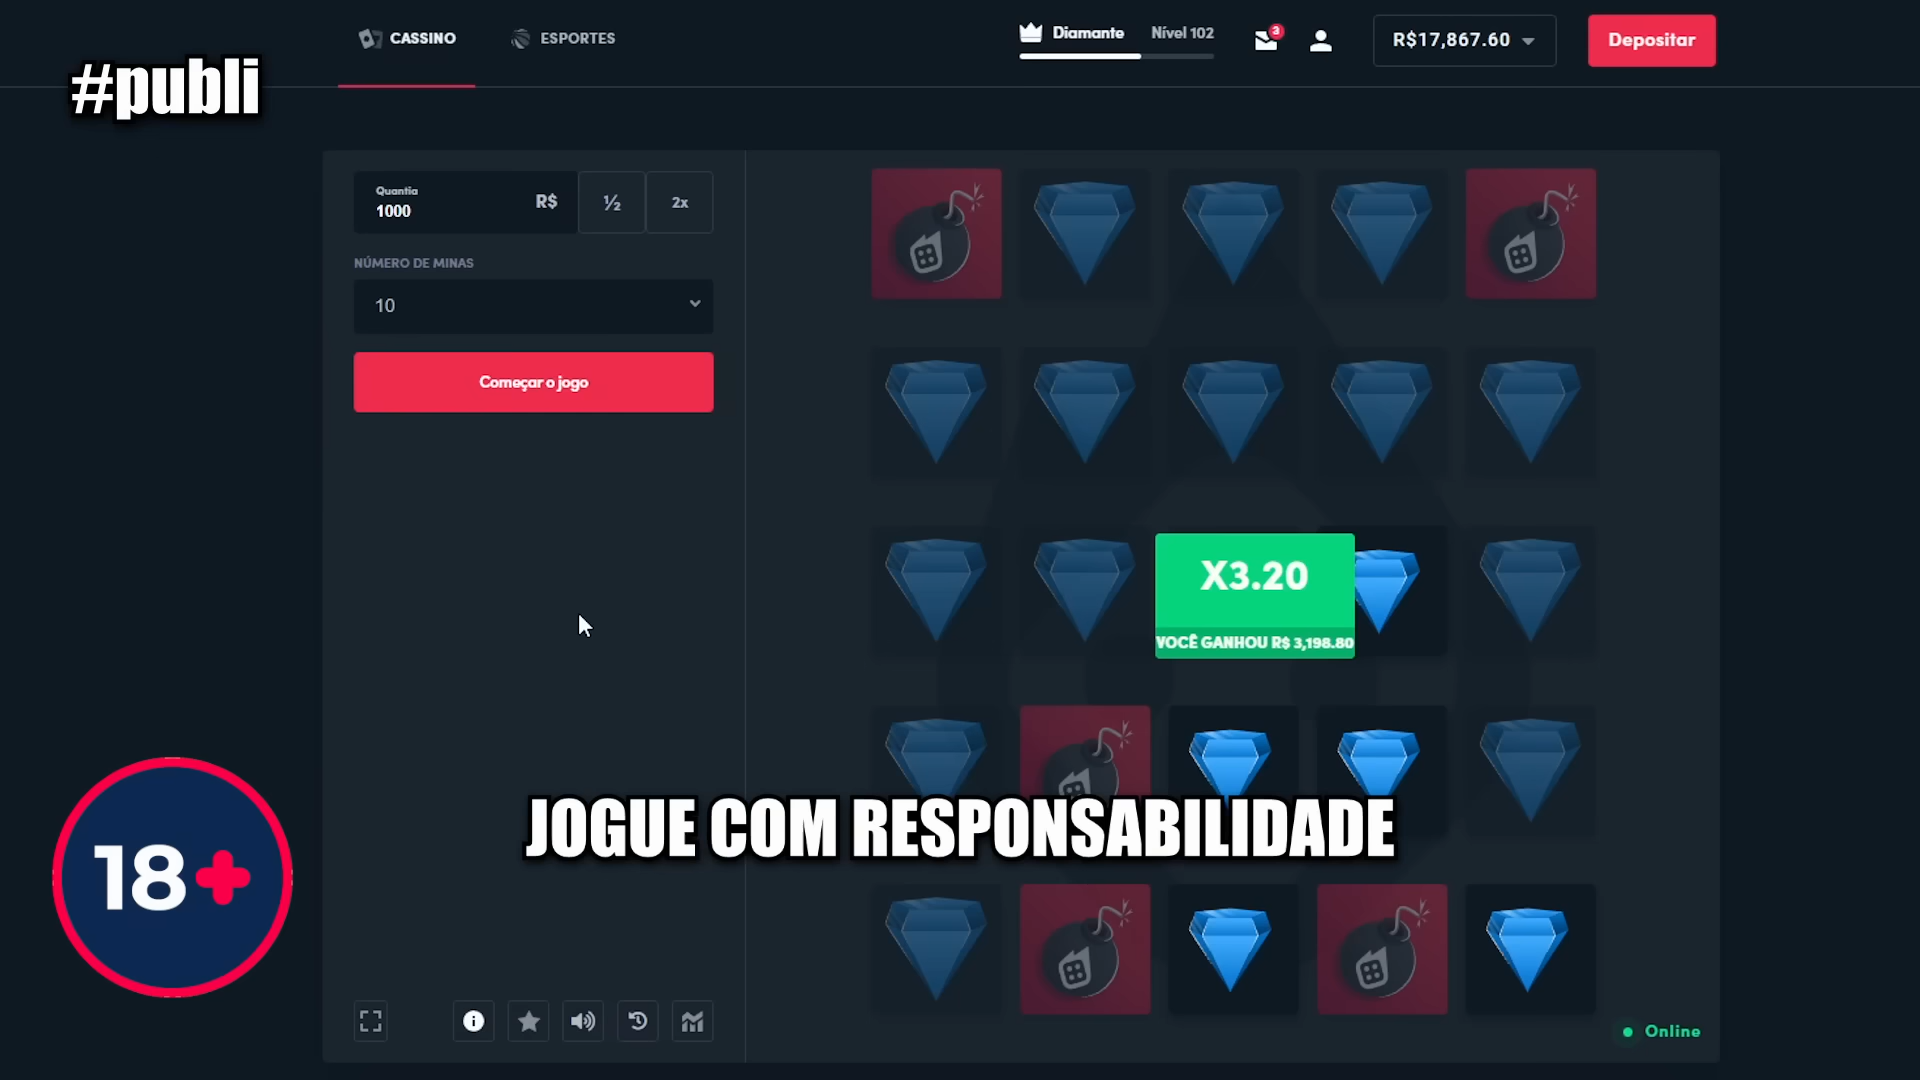 CASSINO
ESPORTES
Diamante
Nível 102
3
R$17,867.60
Depositar
#publi
Quantia
1000
R$
½
2x
NÚMERO DE MINAS
10
Começar o jogo
X3.20
VOCÊ GANHOU R$ 3,198.80
JOGUE COM RESPONSABILIDADE
18+
Online